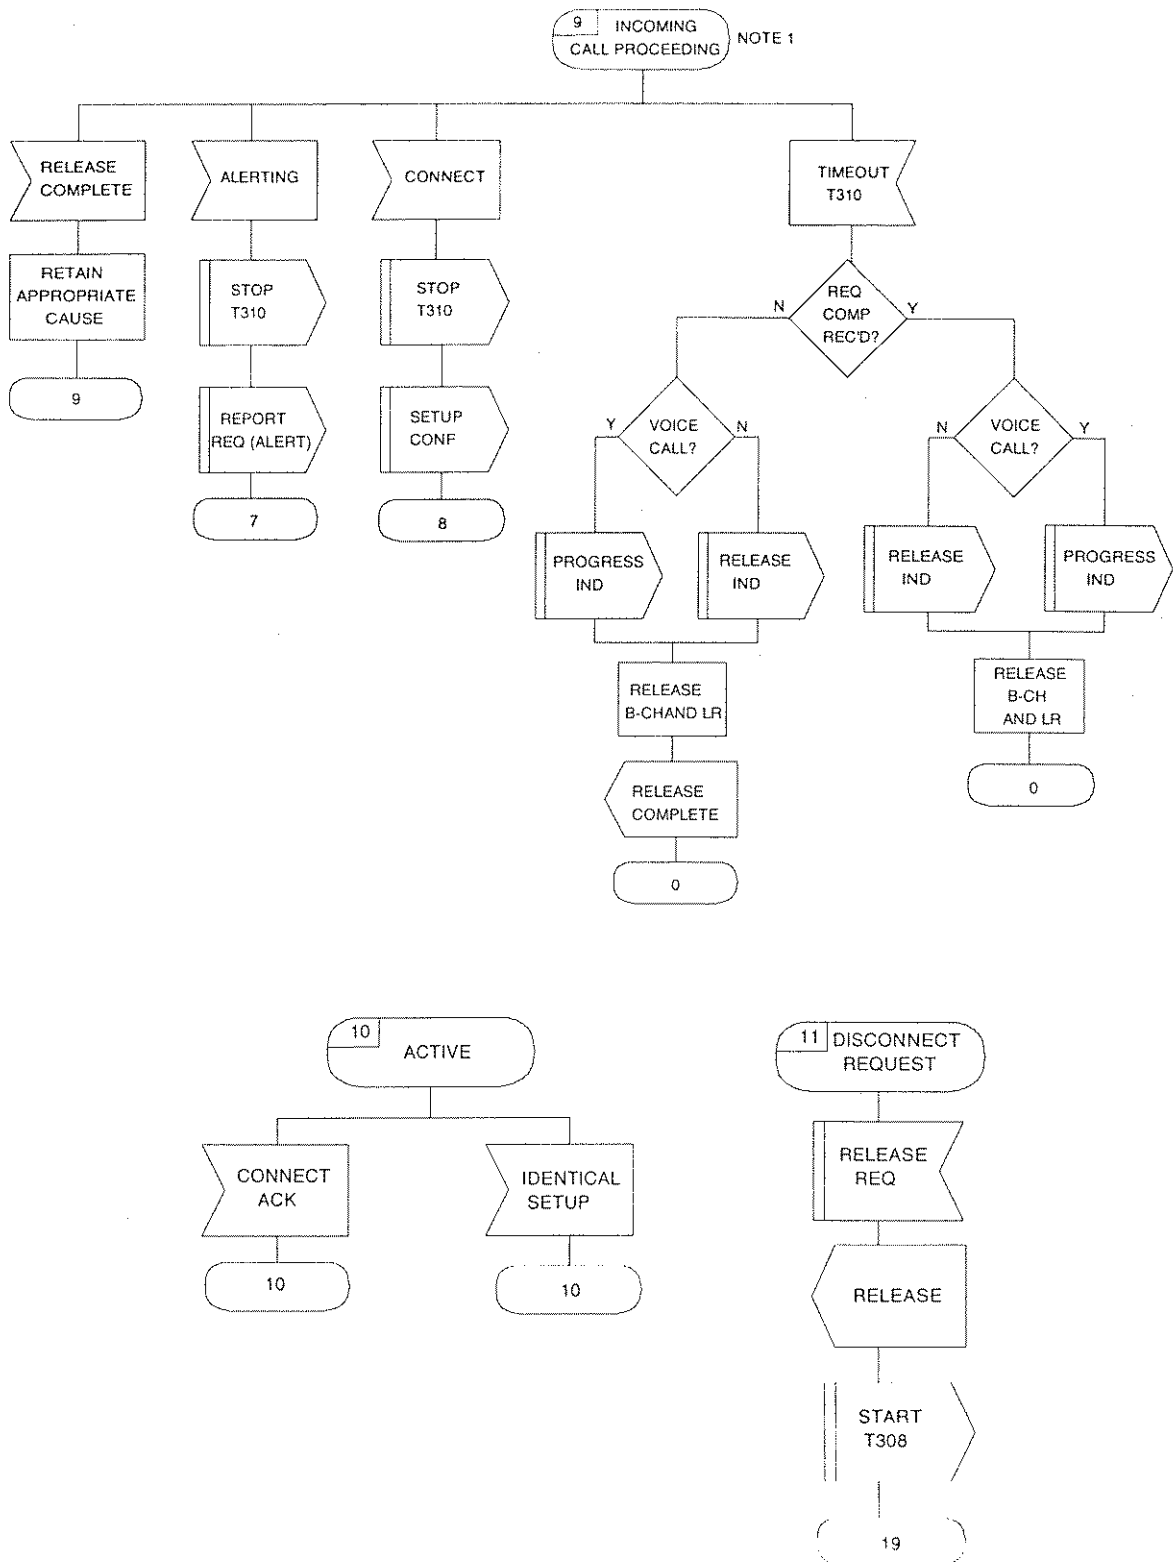 9 INCOMING
CALL PROCEEDING
NOTE 1
RELEASE
COMPLETE
ALERTING
CONNECT
TIMEOUT
T310
RETAIN
APPROPRIATE
CAUSE
STOP
T310
STOP
T310
REQ
COMP
REC'D?
N
Y
9
REPORT
REQ (ALERT)
SETUP
CONF
Y
VOICE
CALL?
N
N
VOICE
CALL?
Y
7
8
PROGRESS
IND
RELEASE
IND
RELEASE
IND
PROGRESS
IND
RELEASE
B-CHAND LR
RELEASE
B-CH
AND LR
RELEASE
COMPLETE
0
0
10
ACTIVE
11 DISCONNECT
REQUEST
CONNECT
ACK
IDENTICAL
SETUP
RELEASE
REQ
10
10
RELEASE
START
T308
19